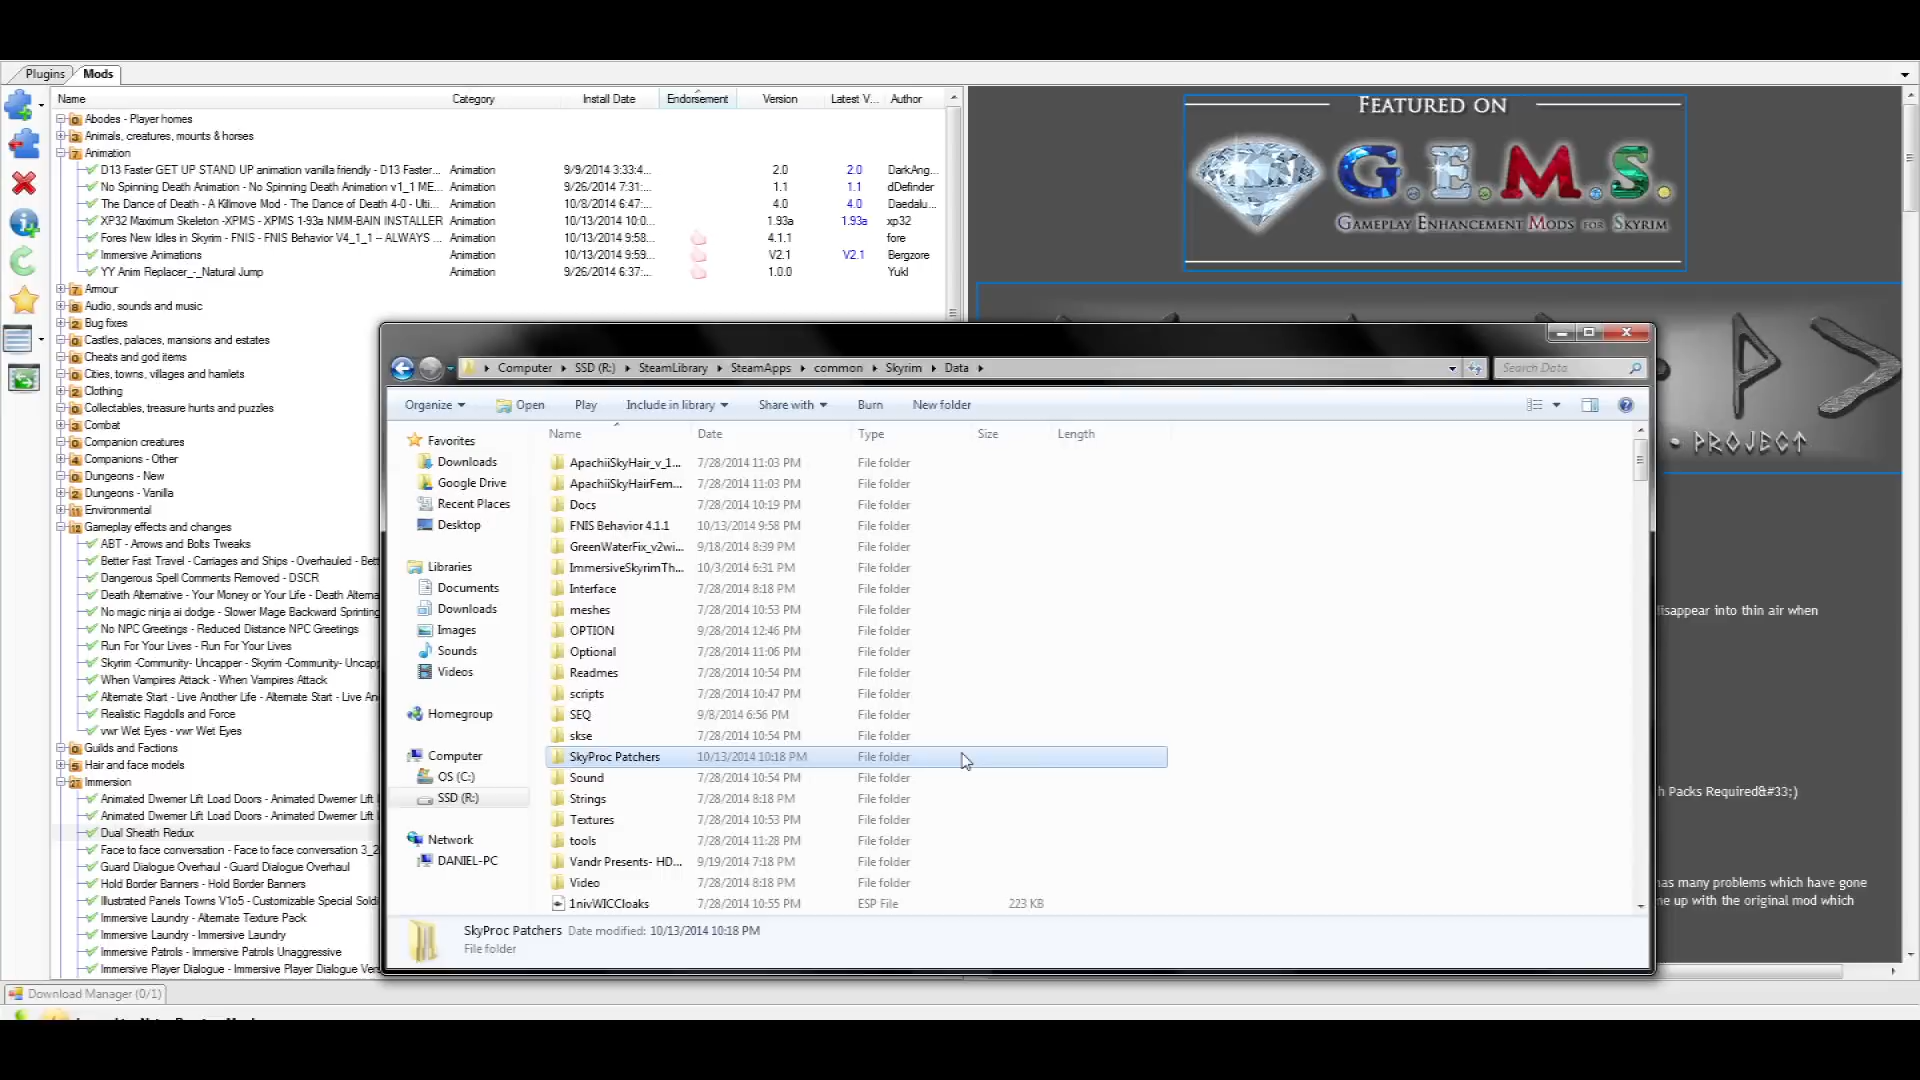 Plugins Mods
FEATURED ON
G.E.M.S.
GAMEPLAY ENHANCEMENT MODS FOR SKYRIM
Name Category Install Date Endorsement Version Latest V... Author
0 Abodes - Player homes
3 Animals, creatures, mounts & horses
7 Animation
D13 Faster GET UP STAND UP animation vanilla friendly - D13 Faster... Animation 9/9/2014 3:33:4... 2.0 2.0 DarkAng...
No Spinning Death Animation - No Spinning Death Animation v1_1 ME... Animation 9/26/2014 7:31:... 1.1 1.1 dDefinder
The Dance of Death - A Killmove Mod - The Dance of Death 4-0 - Ulti... Animation 10/8/2014 6:47:... 4.0 4.0 Daedalu...
XP32 Maximum Skeleton -XPMS - XPMS 1-93a NMM-BAIN INSTALLER Animation 10/13/2014 10:0... 1.93a 1.93a xp32
Fores New Idles in Skyrim - FNIS - FNIS Behavior V4_1_1 -- ALWAYS ... Animation 10/13/2014 9:58... 4.1.1 fore
Immersive Animations Animation 10/13/2014 9:59... V2.1 V2.1 Bergzore
YY Anim Replacer_-_Natural Jump Animation 9/26/2014 6:37:... 1.0.0 Yukl
7 Armour
8 Audio, sounds and music
2 Bug fixes
0 Castles, palaces, mansions and estates
0 Cheats and god items
0 Cities, towns, villages and hamlets
2 Clothing
0 Collectables, treasure hunts and puzzles
3 Combat
0 Companion creatures
4 Companions - Other
0 Dungeons - New
2 Dungeons - Vanilla
11 Environmental
12 Gameplay effects and changes
ABT - Arrows and Bolts Tweaks
Better Fast Travel - Carriages and Ships - Overhauled - Bett
Dangerous Spell Comments Removed - DSCR
Death Alternative - Your Money or Your Life - Death Alterna
No magic ninja ai dodge - Slower Mage Backward Sprinting
No NPC Greetings - Reduced Distance NPC Greetings
Run For Your Lives - Run For Your Lives
Skyrim -Community- Uncapper - Skyrim -Community- Uncapp
When Vampires Attack - When Vampires Attack
Alternate Start - Live Another Life - Alternate Start - Live An
Realistic Ragdolls and Force
vwr Wet Eyes - vwr Wet Eyes
0 Guilds and Factions
Hair and face models
Immersion
Animated Dwemer Lift Load Doors - Animated Dwemer Lift
Animated Dwemer Lift Load Doors - Animated Dwemer Lift
Dual Sheath Redux
Face to face conversation - Face to face conversation 3_2
Guard Dialogue Overhaul - Guard Dialogue Overhaul
Hold Border Banners - Hold Border Banners
Illustrated Panels Towns V1o5 - Customizable Special Soldi
Immersive Laundry - Alternate Texture Pack
Immersive Laundry - Immersive Laundry
Immersive Patrols - Immersive Patrols Unaggressive
Immersive Player Dialogue - Immersive Player Dialogue Ver
Download Manager (0/1)
Computer SSD (R:) SteamLibrary SteamApps common Skyrim Data Search Data
Organize Open Play Include in library Share with Burn New folder
Favorites
Downloads
Google Drive
Recent Places
Desktop
Libraries
Documents
Downloads
Images
Sounds
Videos
Homegroup
Computer
OS (C:)
SSD (R:)
Network
DANIEL-PC
Name Date Type Size Length
ApachiiSkyHair_v_1... 7/28/2014 11:03 PM File folder
ApachiiSkyHairFem... 7/28/2014 11:03 PM File folder
Docs 7/28/2014 10:19 PM File folder
FNIS Behavior 4.1.1 10/13/2014 9:58 PM File folder
GreenWaterFix_v2wi... 9/18/2014 8:39 PM File folder
ImmersiveSkyrimTh... 10/3/2014 6:31 PM File folder
Interface 7/28/2014 8:18 PM File folder
meshes 7/28/2014 10:53 PM File folder
OPTION 9/28/2014 12:46 PM File folder
Optional 7/28/2014 11:06 PM File folder
Readmes 7/28/2014 10:54 PM File folder
scripts 7/28/2014 10:47 PM File folder
SEQ 9/8/2014 6:56 PM File folder
skse 7/28/2014 10:54 PM File folder
SkyProc Patchers 10/13/2014 10:18 PM File folder
Sound 7/28/2014 10:54 PM File folder
Strings 7/28/2014 8:18 PM File folder
Textures 7/28/2014 10:53 PM File folder
tools 7/28/2014 11:28 PM File folder
Vandr Presents- HD... 9/19/2014 7:18 PM File folder
Video 7/28/2014 8:18 PM File folder
1nivWICCloaks 7/28/2014 10:55 PM ESP File 223 KB
SkyProc Patchers Date modified: 10/13/2014 10:18 PM
File folder
PROJECT
disappear into thin air when
h Packs Required&#33;)
as many problems which have gone
ne up with the original mod which